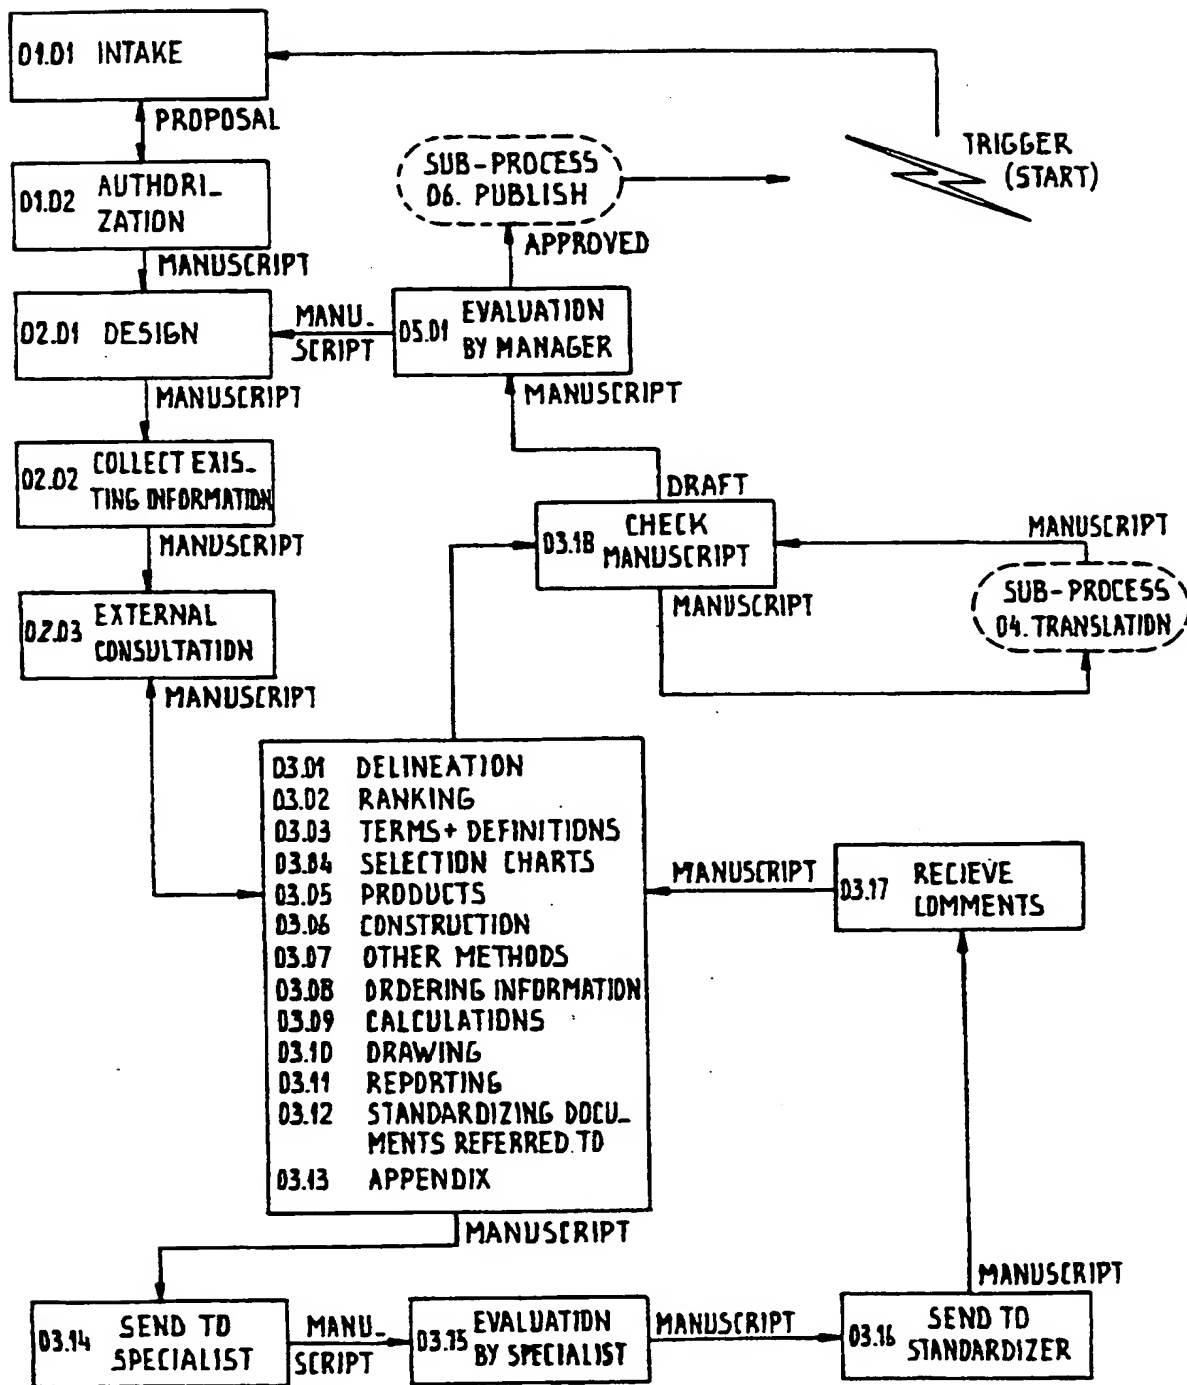 01.01 INTAKE
PROPOSAL
01.02 AUTHORI-
ZATION
MANUSCRIPT
02.01 DESIGN
MANUSCRIPT
02.02 COLLECT EXIS-
TING INFORMATION
MANUSCRIPT
02.03 EXTERNAL
CONSULTATION
MANUSCRIPT
TRIGGER
(START)
SUB-PROCESS
06. PUBLISH
APPROVED
05.01 EVALUATION
BY MANAGER
MANU-
SCRIPT
MANUSCRIPT
DRAFT
03.18 CHECK
MANUSCRIPT
MANUSCRIPT
MANUSCRIPT
SUB-PROCESS
04. TRANSLATION
03.01 DELINEATION
03.02 RANKING
03.03 TERMS+ DEFINITIONS
03.04 SELECTION CHARTS
03.05 PRODUCTS
03.06 CONSTRUCTION
03.07 OTHER METHODS
03.08 ORDERING INFORMATION
03.09 CALCULATIONS
03.10 DRAWING
03.11 REPORTING
03.12 STANDARDIZING DOCU-
MENTS REFERRED TO
03.13 APPENDIX
MANUSCRIPT
03.14 SEND TO
SPECIALIST
MANU-
SCRIPT
03.15 EVALUATION
BY SPECIALIST
MANUSCRIPT
03.16 SEND TO
STANDARDIZER
MANUSCRIPT
03.17 RECIEVE
COMMENTS
MANUSCRIPT